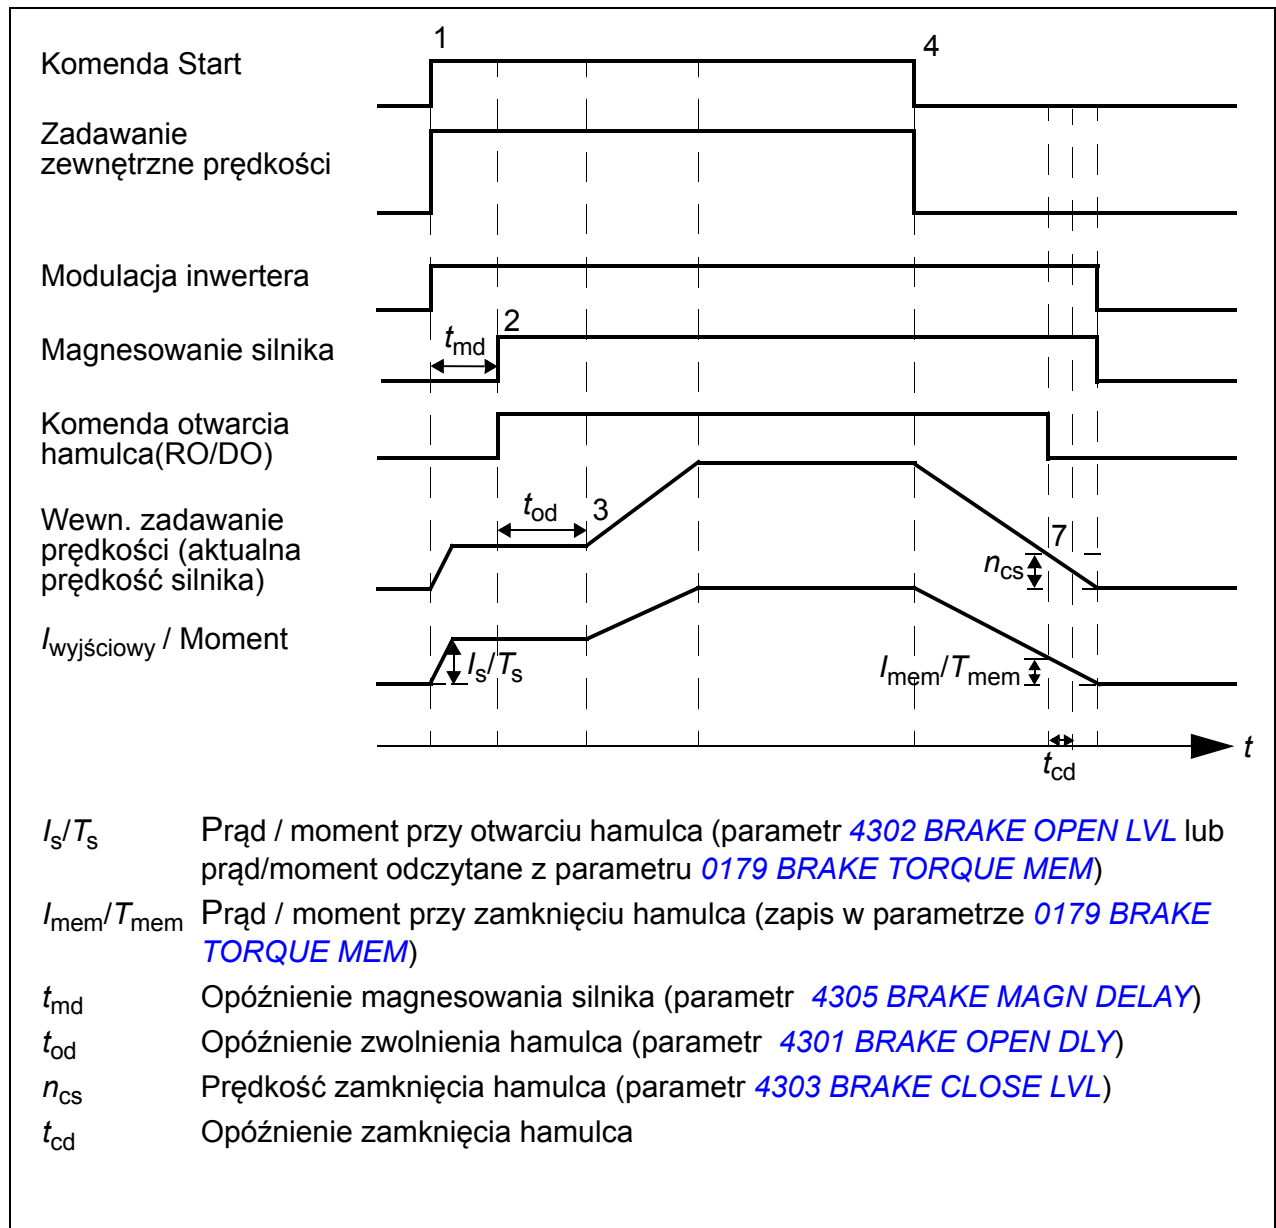 1
4
Komenda Start
Zadawanie
zewnętrzne prędkości
Modulacja inwertera
2
tmd
Magnesowanie silnika
Komenda otwarcia
hamulca(RO/DO)
tod
3
Wewn. zadawanie
prędkości (aktualna
prędkość silnika)
7
ncs
Iwyjściowy / Moment
Is/Ts
Imem/Tmem
t
tcd
Is/Ts Prąd / moment przy otwarciu hamulca (parametr 4302 BRAKE OPEN LVL lub
prąd/moment odczytane z parametru 0179 BRAKE TORQUE MEM)
Imem/Tmem Prąd / moment przy zamknięciu hamulca (zapis w parametrze 0179 BRAKE
TORQUE MEM)
tmd Opóźnienie magnesowania silnika (parametr 4305 BRAKE MAGN DELAY)
tod Opóźnienie zwolnienia hamulca (parametr 4301 BRAKE OPEN DLY)
ncs Prędkość zamknięcia hamulca (parametr 4303 BRAKE CLOSE LVL)
tcd Opóźnienie zamknięcia hamulca